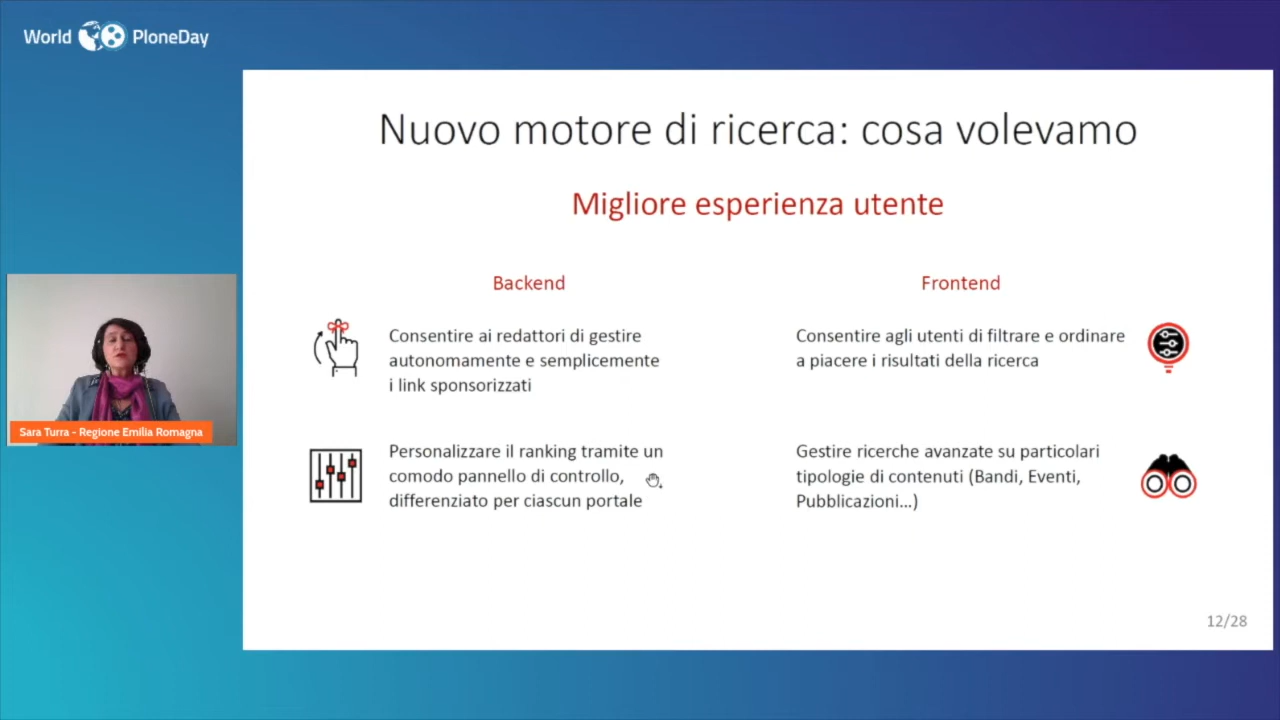 World PloneDay
Nuovo motore di ricerca: cosa volevamo
Migliore esperienza utente
Backend
Consentire ai redattori di gestire
autonomamente e semplicemente
i link sponsorizzati
Personalizzare il ranking tramite un
comodo pannello di controllo,
differenziato per ciascun portale
Frontend
Consentire agli utenti di filtrare e ordinare
a piacere i risultati della ricerca
Gestire ricerche avanzate su particolari
tipologie di contenuti (Bandi, Eventi,
Pubblicazioni...)
Sara Turra - Regione Emilia Romagna
12/28